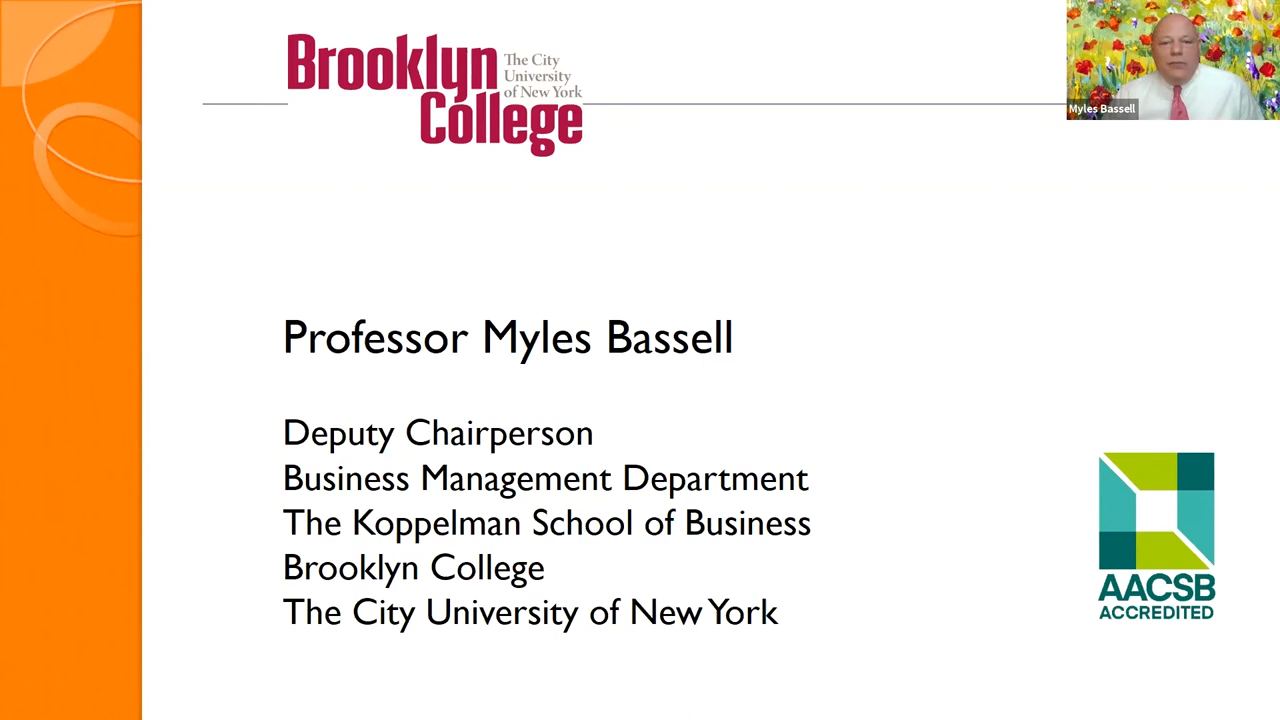 Brooklyn
College
The City
University
of New York
Myles Bassell
Professor Myles Bassell
Deputy Chairperson
Business Management Department
The Koppelman School of Business
Brooklyn College
The City University of New York
AACSB
ACCREDITED